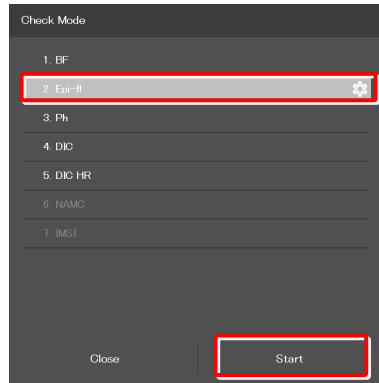 Check Mode
1. BF
2. Epi-fl
3. Ph
4. DIC
5. DIC HR
6. NAMC
7. IMSI
Close
Start